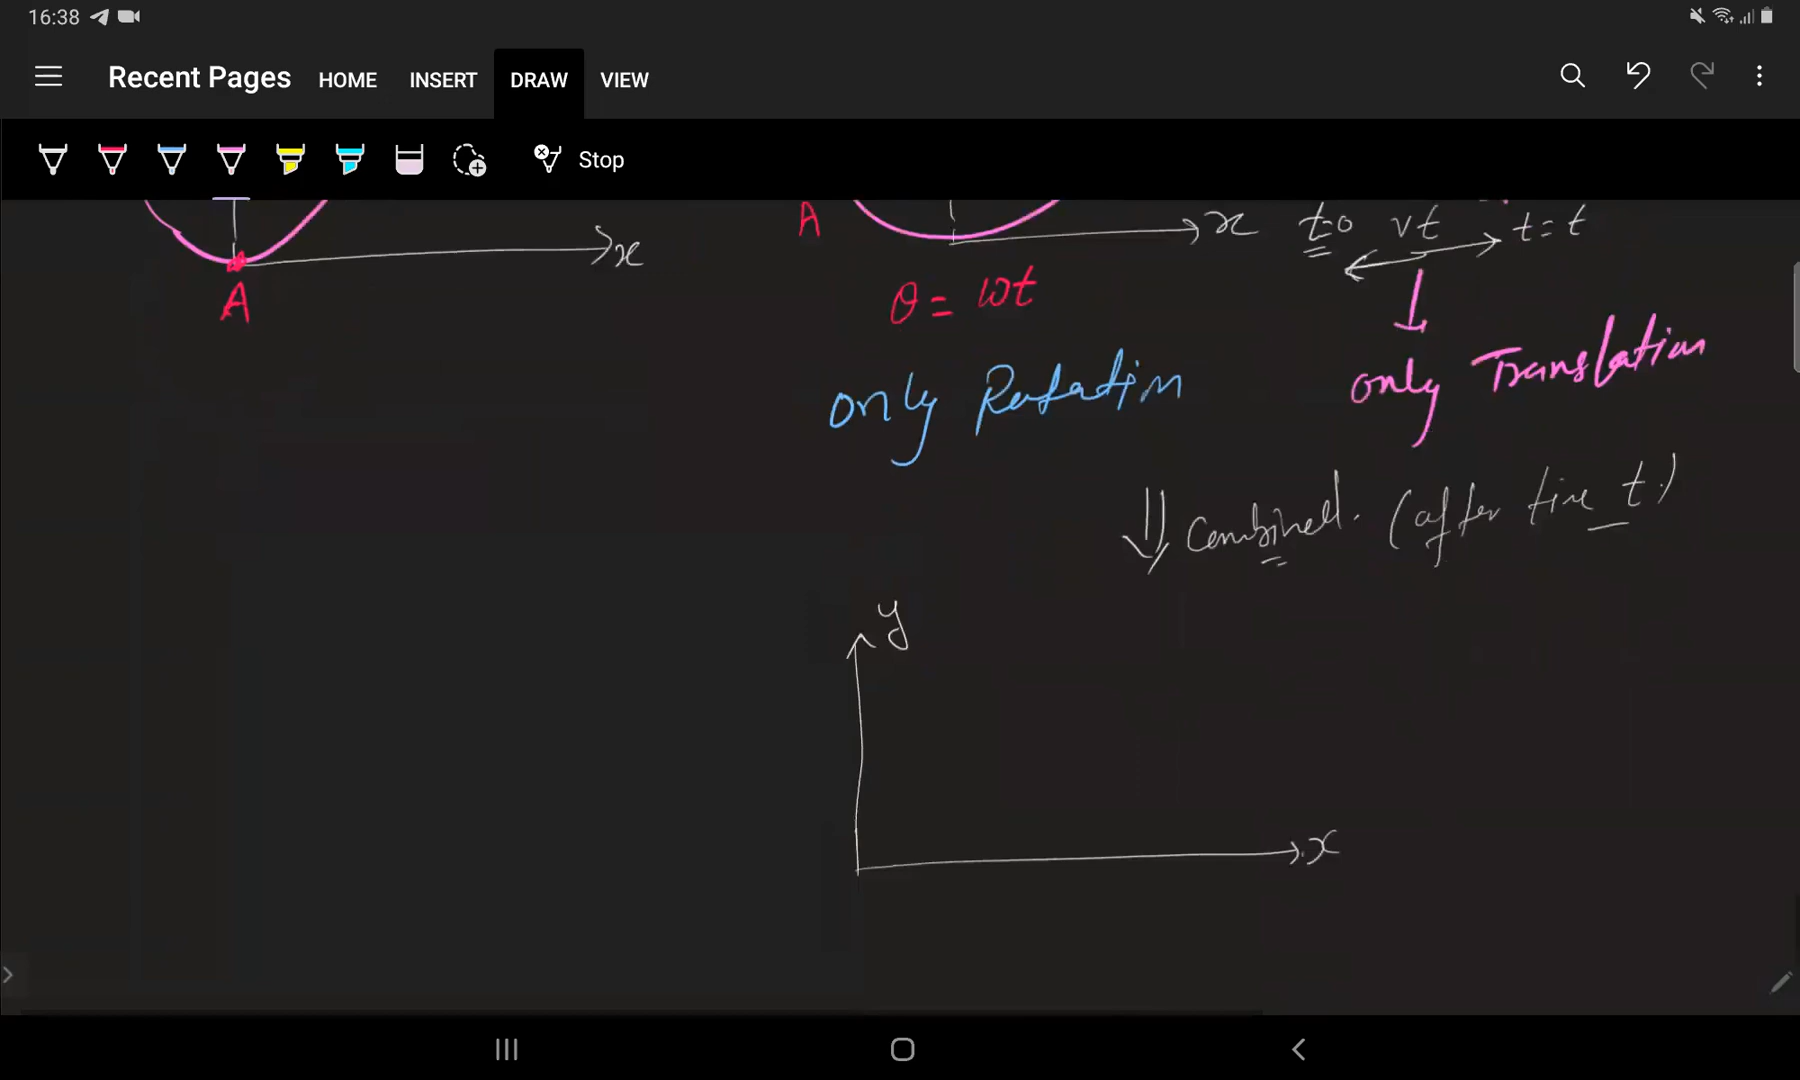 16:38
Recent Pages HOME INSERT DRAW VIEW
Stop
x
A
A
x
θ = ωt
only Rotation
t=0 vt t=t
only Translation
Combined. (after time t.)
y
x